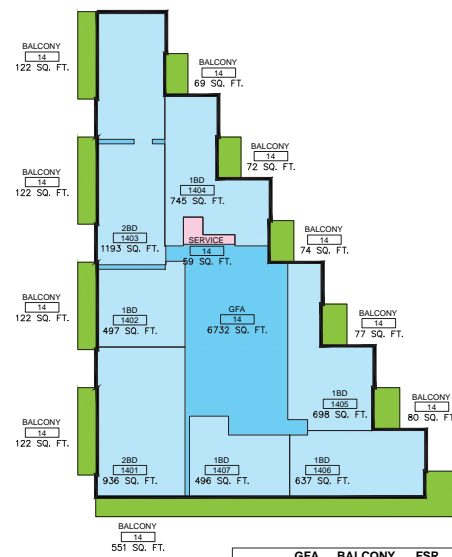 BALCONY
14
122 SQ. FT.
BALCONY
14
69 SQ. FT.
BALCONY
14
122 SQ. FT.
BALCONY
14
72 SQ. FT.
1BD
1404
745 SQ. FT.
2BD
1403
1193 SQ. FT.
SERVICE
14
59 SQ. FT.
BALCONY
14
74 SQ. FT.
BALCONY
14
122 SQ. FT.
1BD
1402
497 SQ. FT.
GFA
14
6732 SQ. FT.
BALCONY
14
77 SQ. FT.
BALCONY
14
122 SQ. FT.
1BD
1405
698 SQ. FT.
BALCONY
14
80 SQ. FT.
2BD
1401
936 SQ. FT.
1BD
1407
496 SQ. FT.
1BD
1406
637 SQ. FT.
BALCONY
14
551 SQ. FT.
GFA BALCONY FSR